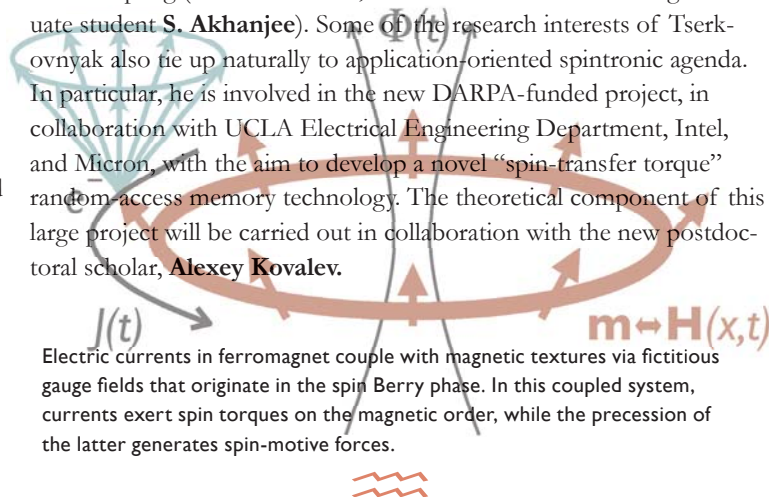 uate student S. Akhanjee). Some of the research interests of Tserk-
ovnyak also tie up naturally to application-oriented spintronic agenda.
In particular, he is involved in the new DARPA-funded project, in
collaboration with UCLA Electrical Engineering Department, Intel,
and Micron, with the aim to develop a novel “spin-transfer torque”
random-access memory technology. The theoretical component of this
large project will be carried out in collaboration with the new postdoc-
toral scholar, Alexey Kovalev.
Φ(t)
e⁻
J(t)
m↔H(x,t)
Electric currents in ferromagnet couple with magnetic textures via fictitious
gauge fields that originate in the spin Berry phase. In this coupled system,
currents exert spin torques on the magnetic order, while the precession of
the latter generates spin-motive forces.